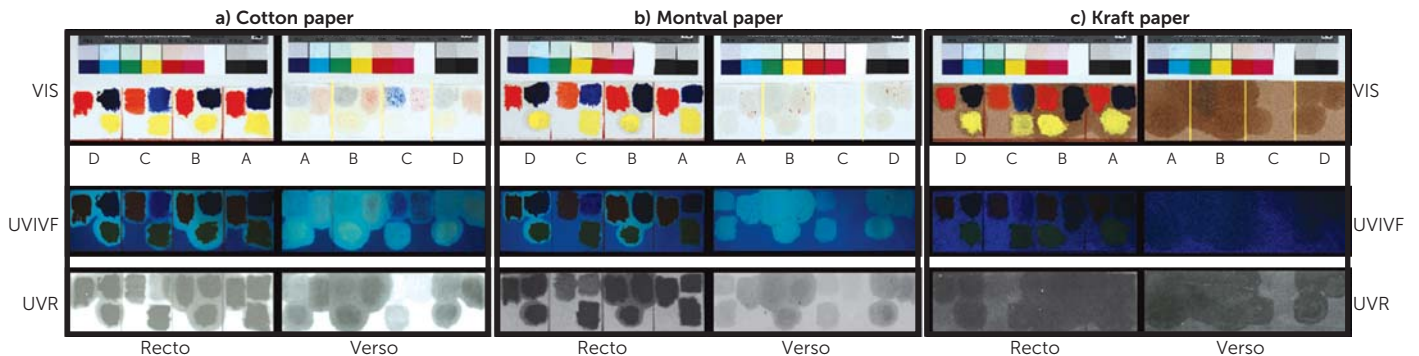 a) Cotton paper
b) Montval paper
c) Kraft paper
VIS
VIS
D C B A A B C D
D C B A A B C D
D C B A A B C D
UVIVF
UVIVF
UVR
UVR
Recto Verso
Recto Verso
Recto Verso